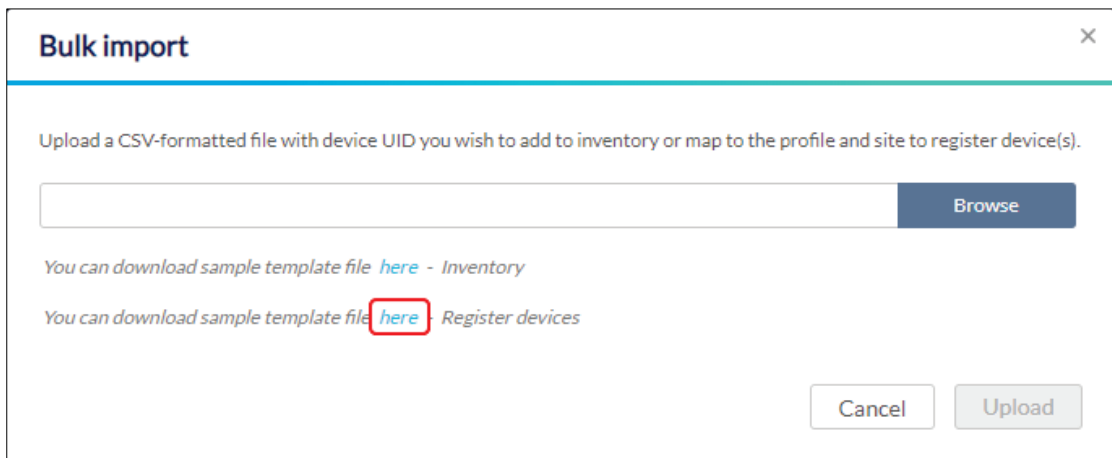 Bulk import
Upload a CSV-formatted file with device UID you wish to add to inventory or map to the profile and site to register device(s).
Browse
You can download sample template file here - Inventory
You can download sample template file here - Register devices
Cancel
Upload